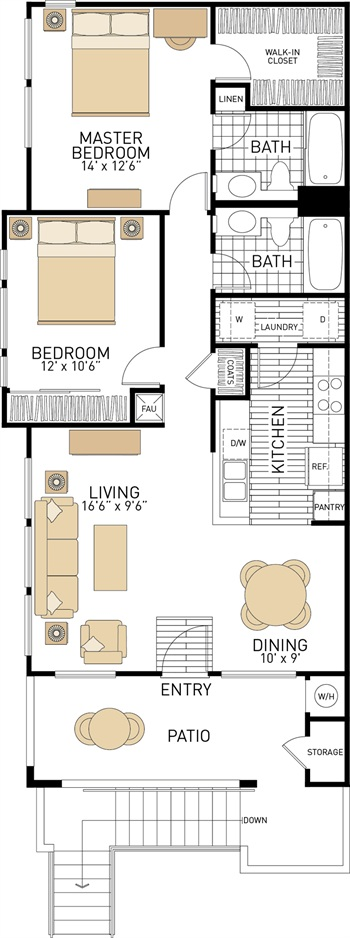 WALK-IN
CLOSET
LINEN
MASTER
BEDROOM
14' x 12'6"
BATH
BATH
W
LAUNDRY
D
BEDROOM
12' x 10'6"
COATS
FAU
KITCHEN
D/W
REF.
PANTRY
LIVING
16'6" x 9'6"
DINING
10' x 9'
ENTRY
W/H
PATIO
STORAGE
DOWN